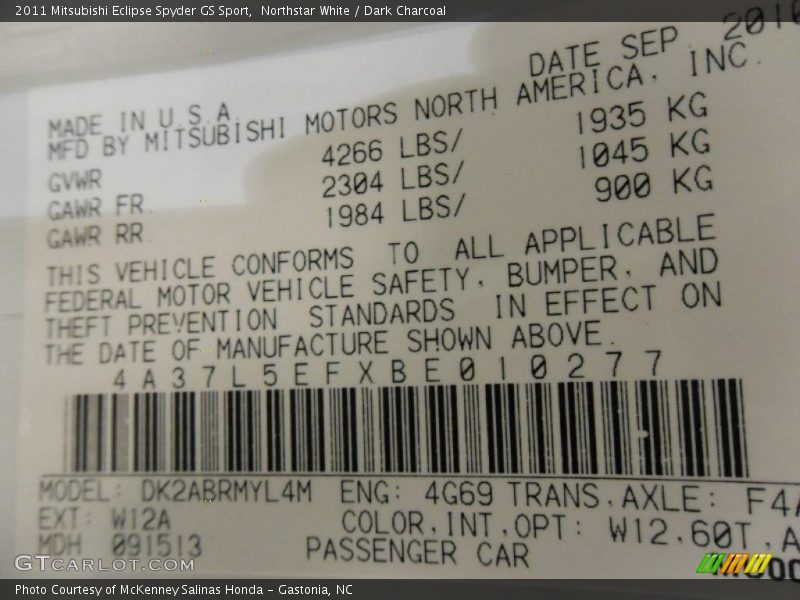 2011 Mitsubishi Eclipse Spyder GS Sport, Northstar White / Dark Charcoal
DATE SEP 2010
MADE IN U.S.A.
MFD BY MITSUBISHI MOTORS NORTH AMERICA, INC.
GVWR 4266 LBS/ 1935 KG
GAWR FR. 2304 LBS/ 1045 KG
GAWR RR. 1984 LBS/ 900 KG
THIS VEHICLE CONFORMS TO ALL APPLICABLE
FEDERAL MOTOR VEHICLE SAFETY, BUMPER, AND
THEFT PREVENTION STANDARDS IN EFFECT ON
THE DATE OF MANUFACTURE SHOWN ABOVE.
4A37L5EFXBE010277
MODEL: DK2ABRMYL4M ENG: 4G69 TRANS.AXLE: F4A
EXT: W12A COLOR.INT.OPT: W12.60T.A
MDH 091513 PASSENGER CAR
GTCARLOT.COM
Photo Courtesy of McKenney Salinas Honda - Gastonia, NC